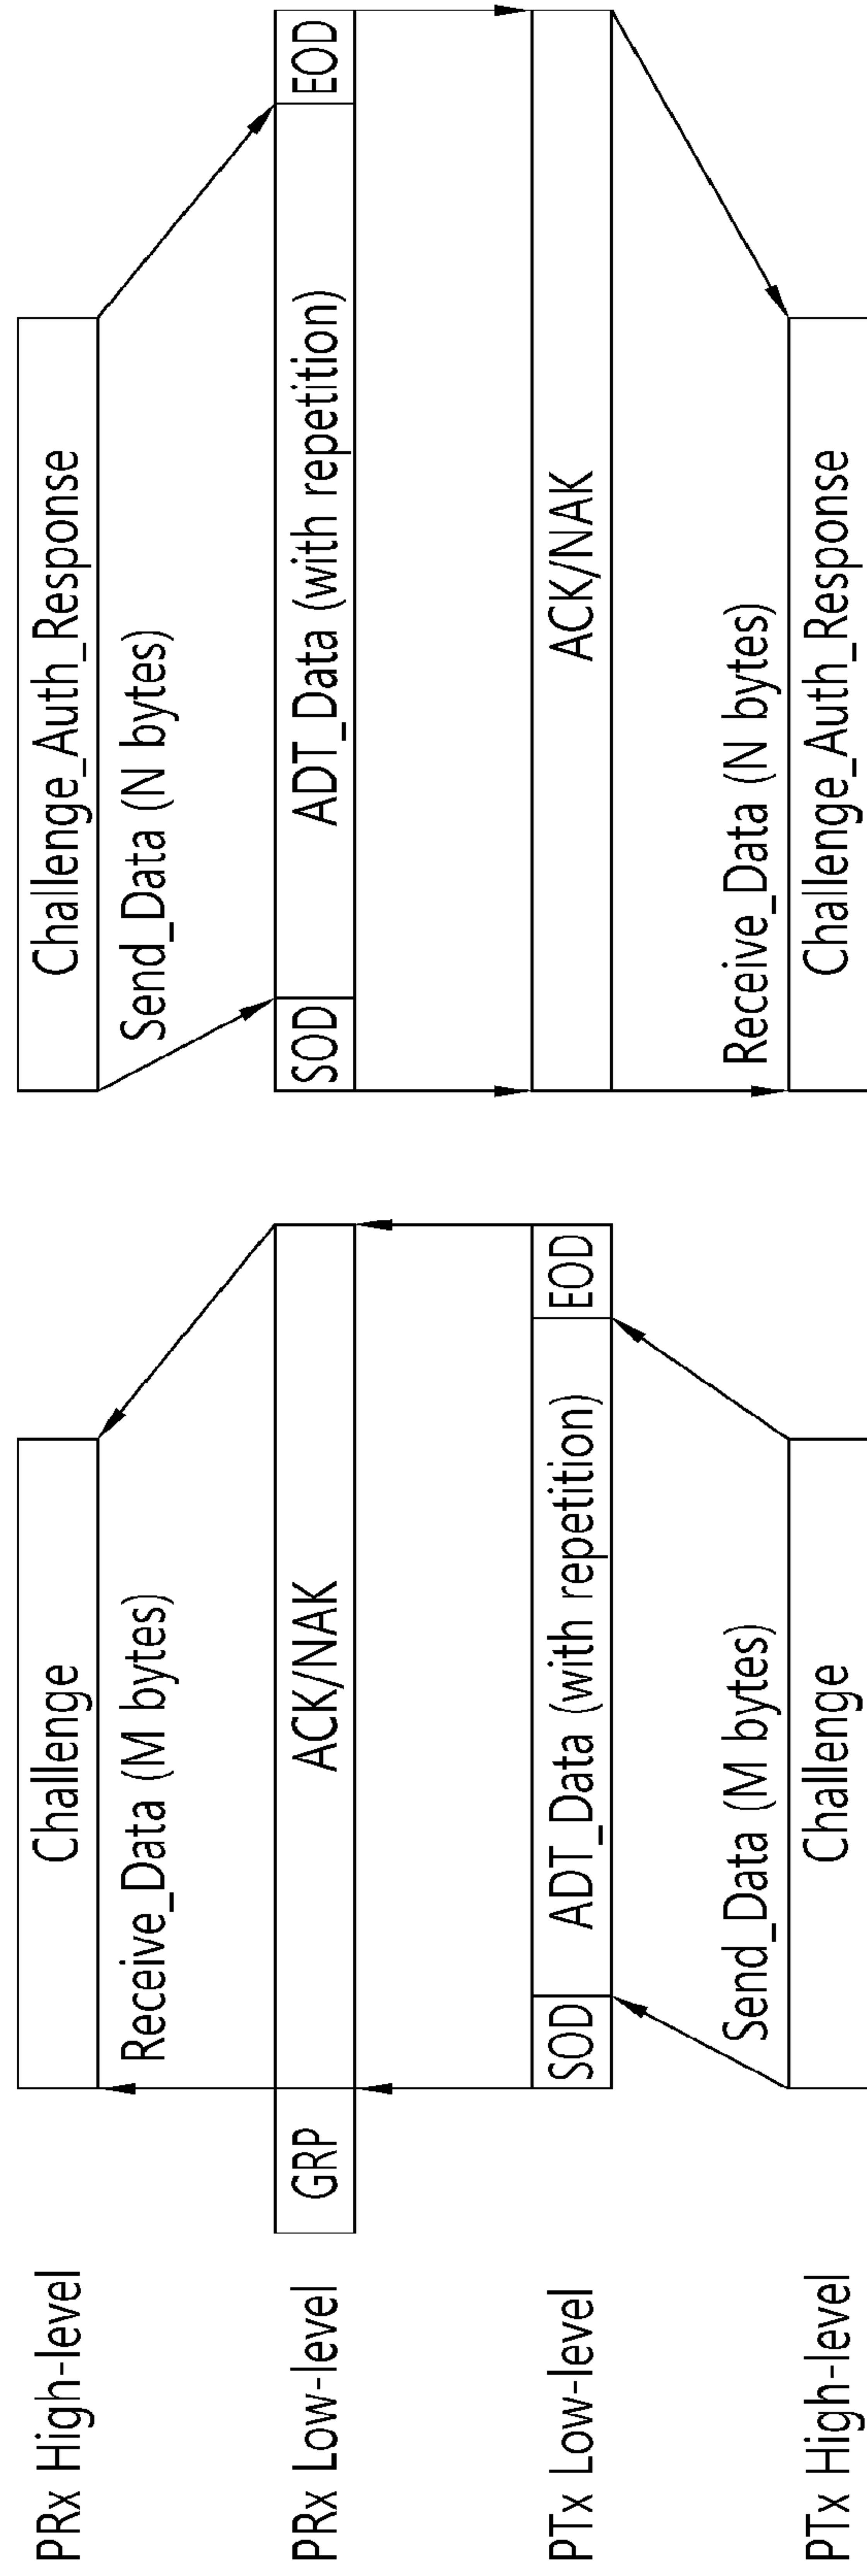 PRx High-level
Challenge
Challenge_Auth_Response
Receive_Data (M bytes)
Send_Data (N bytes)
PRx Low-level
GRP
ACK/NAK
SOD
ADT_Data (with repetition)
EOD
PTx Low-level
SOD
ADT_Data (with repetition)
EOD
ACK/NAK
Send_Data (M bytes)
Receive_Data (N bytes)
PTx High-level
Challenge
Challenge_Auth_Response